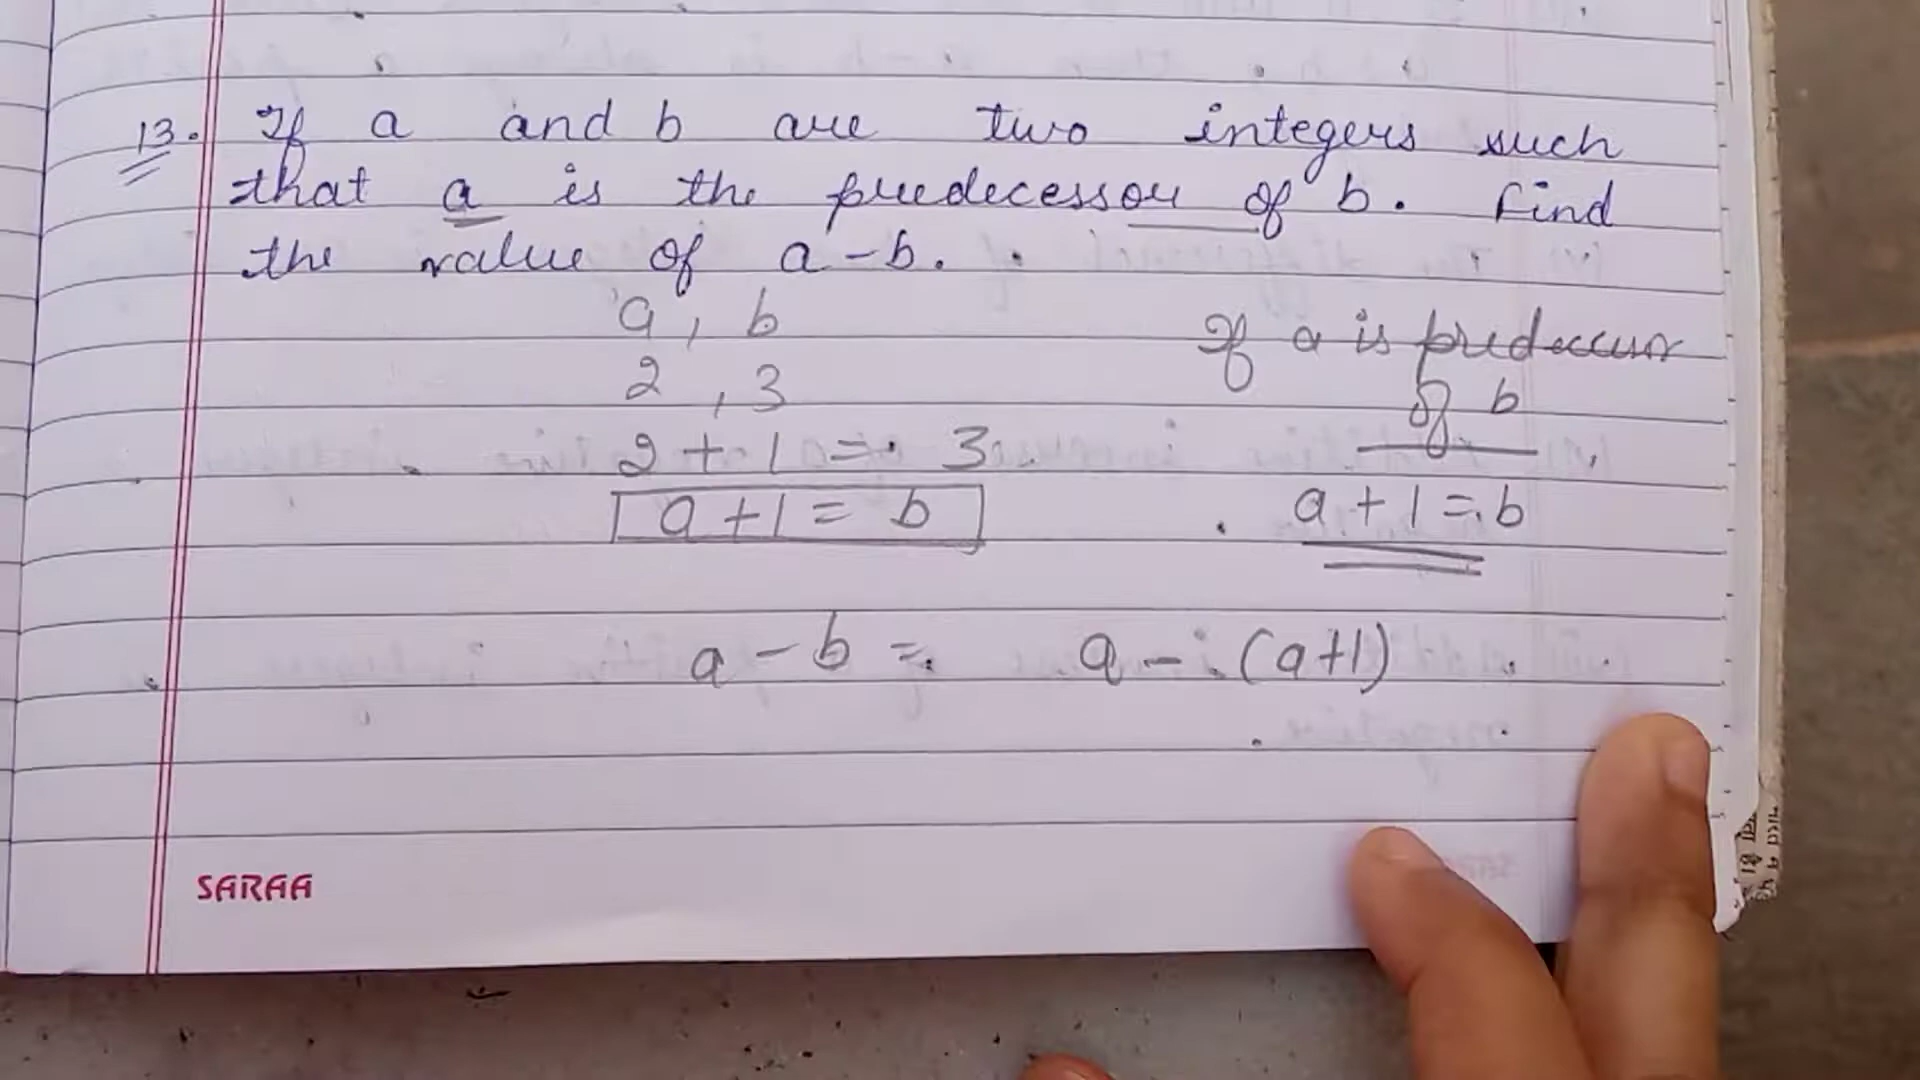 13. If a and b are two integers such
that a is the predecessor of b. Find
the value of a-b.
a, b
2, 3
2 + 1 = 3
a+1 = b
If a is predecessor
of b
a + 1 = b
a - b = a - (a+1)
SARAA